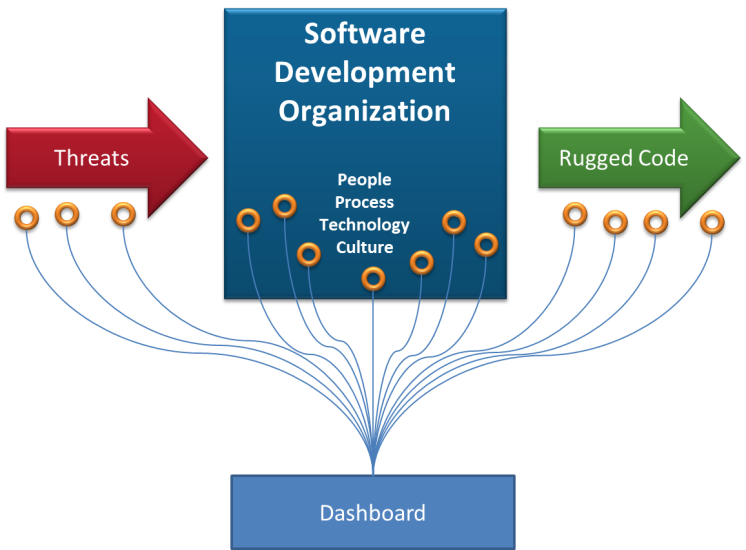 Software
Development
Organization
Threats
People
Process
Technology
Culture
Rugged Code
Dashboard